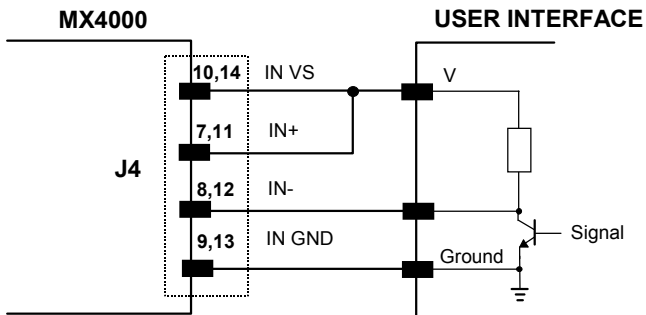 MX4000
USER INTERFACE
10,14 IN VS
V
7,11 IN+
J4
8,12 IN-
Signal
9,13 IN GND
Ground